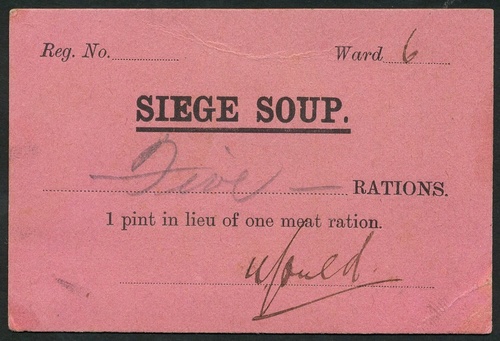 Reg. No. Ward 6
SIEGE SOUP.
Five RATIONS.
1 pint in lieu of one meat ration.